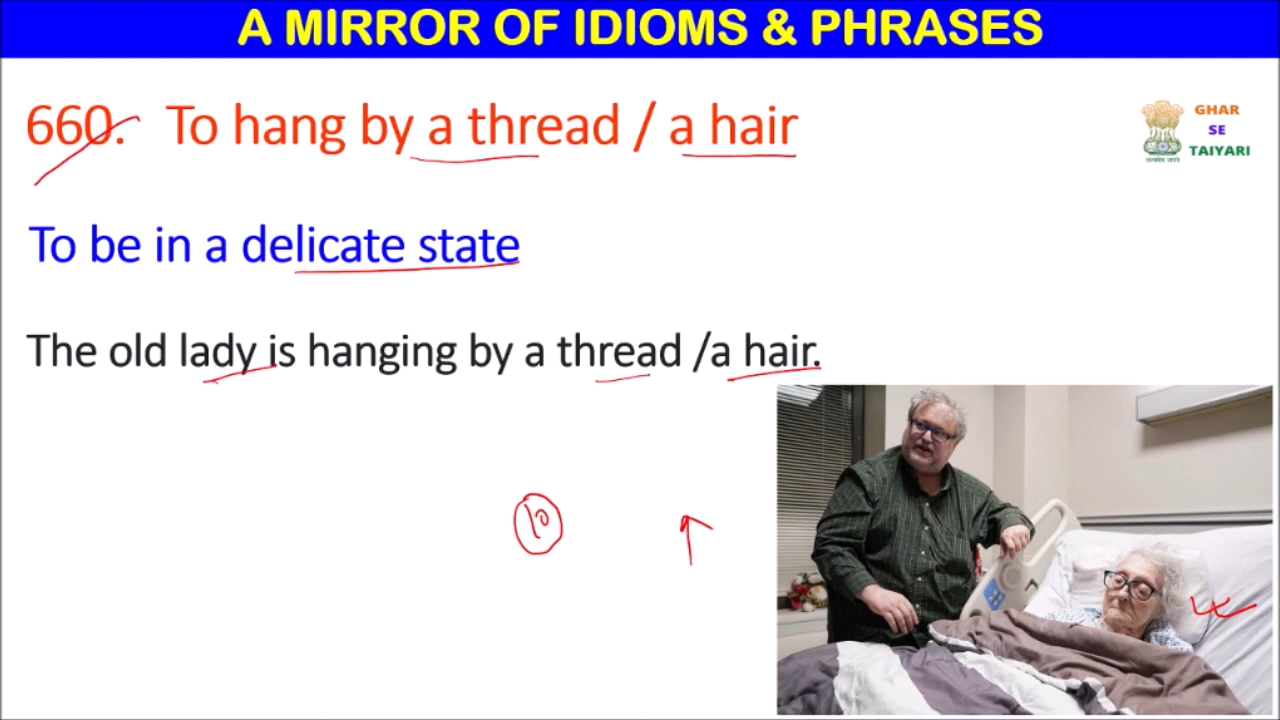 A MIRROR OF IDIOMS & PHRASES
660. To hang by a thread / a hair
GHAR
SE
TAIYARI
To be in a delicate state
The old lady is hanging by a thread /a hair.
10